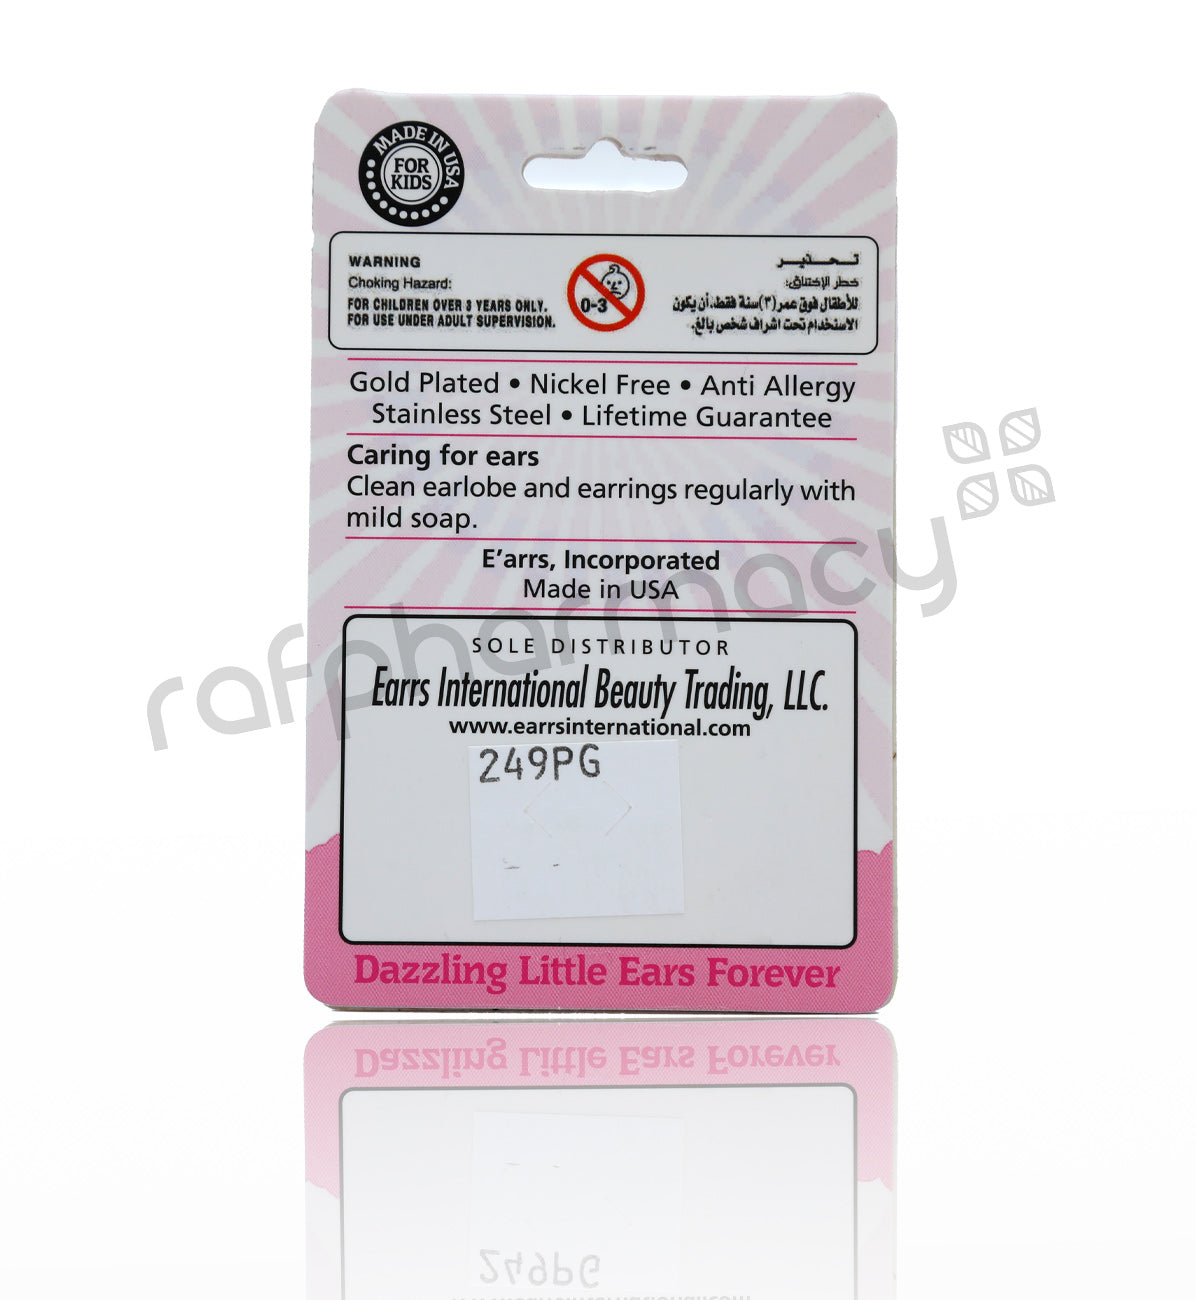 MADE IN USA
FOR
KIDS
WARNING
Choking Hazard:
FOR CHILDREN OVER 3 YEARS ONLY.
FOR USE UNDER ADULT SUPERVISION.
0-3
تحذير
خطر الإختناق:
للأطفال فوق عمر (٣) سنة فقط، أن يكون
الاستخدام تحت اشراف شخص بالغ.
Gold Plated • Nickel Free • Anti Allergy
Stainless Steel • Lifetime Guarantee
Caring for ears
Clean earlobe and earrings regularly with
mild soap.
E'arrs, Incorporated
Made in USA
rafpharmacy
SOLE DISTRIBUTOR
Earrs International Beauty Trading, LLC.
www.earrsinternational.com
249PG
Dazzling Little Ears Forever